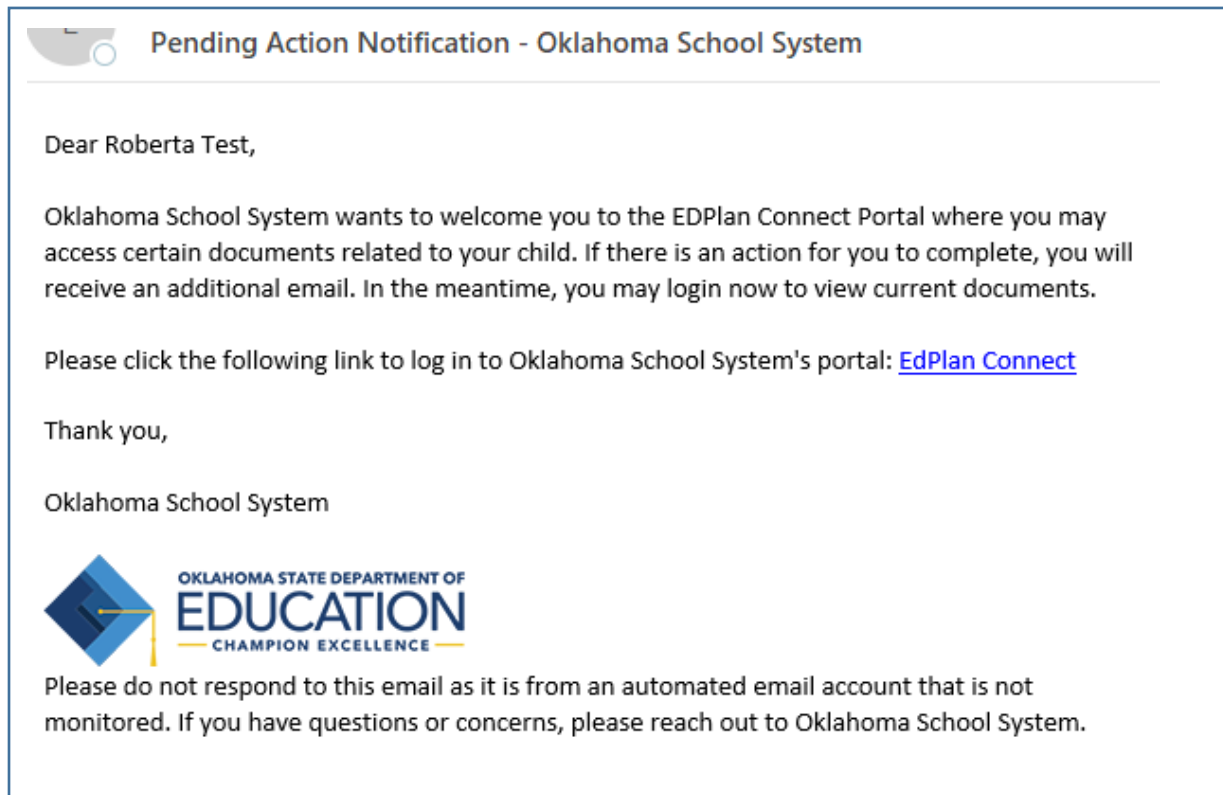 Pending Action Notification - Oklahoma School System
Dear Roberta Test,
Oklahoma School System wants to welcome you to the EDPlan Connect Portal where you may
access certain documents related to your child. If there is an action for you to complete, you will
receive an additional email. In the meantime, you may login now to view current documents.
Please click the following link to log in to Oklahoma School System's portal: EdPlan Connect
Thank you,
Oklahoma School System
OKLAHOMA STATE DEPARTMENT OF
EDUCATION
CHAMPION EXCELLENCE
Please do not respond to this email as it is from an automated email account that is not
monitored. If you have questions or concerns, please reach out to Oklahoma School System.